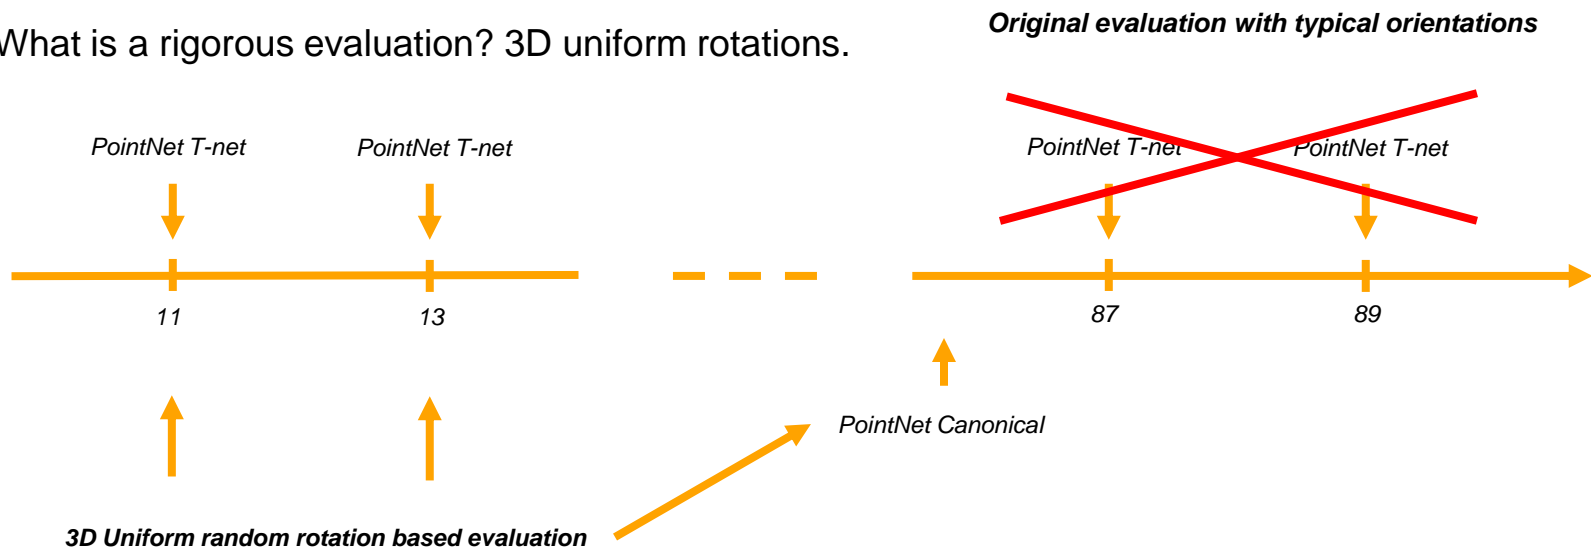 What is a rigorous evaluation? 3D uniform rotations.
Original evaluation with typical orientations
PointNet T-net
PointNet T-net
PointNet T-net
PointNet T-net
11
13
87
89
PointNet Canonical
3D Uniform random rotation based evaluation